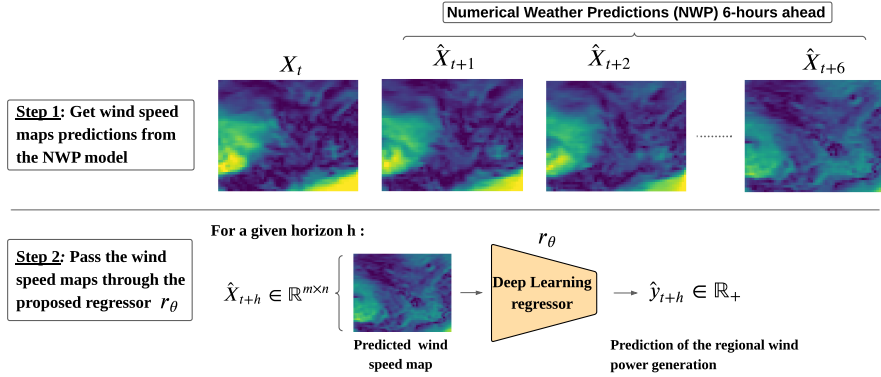 Numerical Weather Predictions (NWP) 6-hours ahead
X_t
X̂_{t+1}
X̂_{t+2}
X̂_{t+6}
Step 1: Get wind speed
maps predictions from
the NWP model
..........
For a given horizon h :
Step 2: Pass the wind
speed maps through the
proposed regressor r_θ
X̂_{t+h} ∈ ℝ^{m×n}
r_θ
Deep Learning
regressor
ŷ_{t+h} ∈ ℝ_+
Predicted wind
speed map
Prediction of the regional wind
power generation